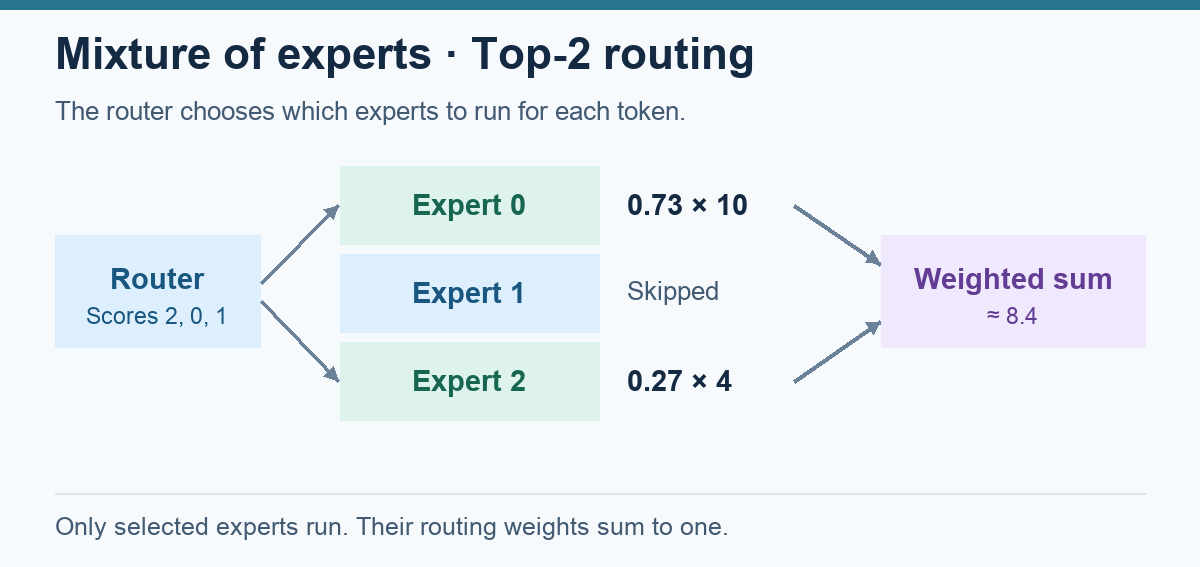 Mixture of experts · Top-2 routing
The router chooses which experts to run for each token.
Router
Scores 2, 0, 1
Expert 0
0.73 × 10
Expert 1
Skipped
Expert 2
0.27 × 4
Weighted sum
≈ 8.4
Only selected experts run. Their routing weights sum to one.